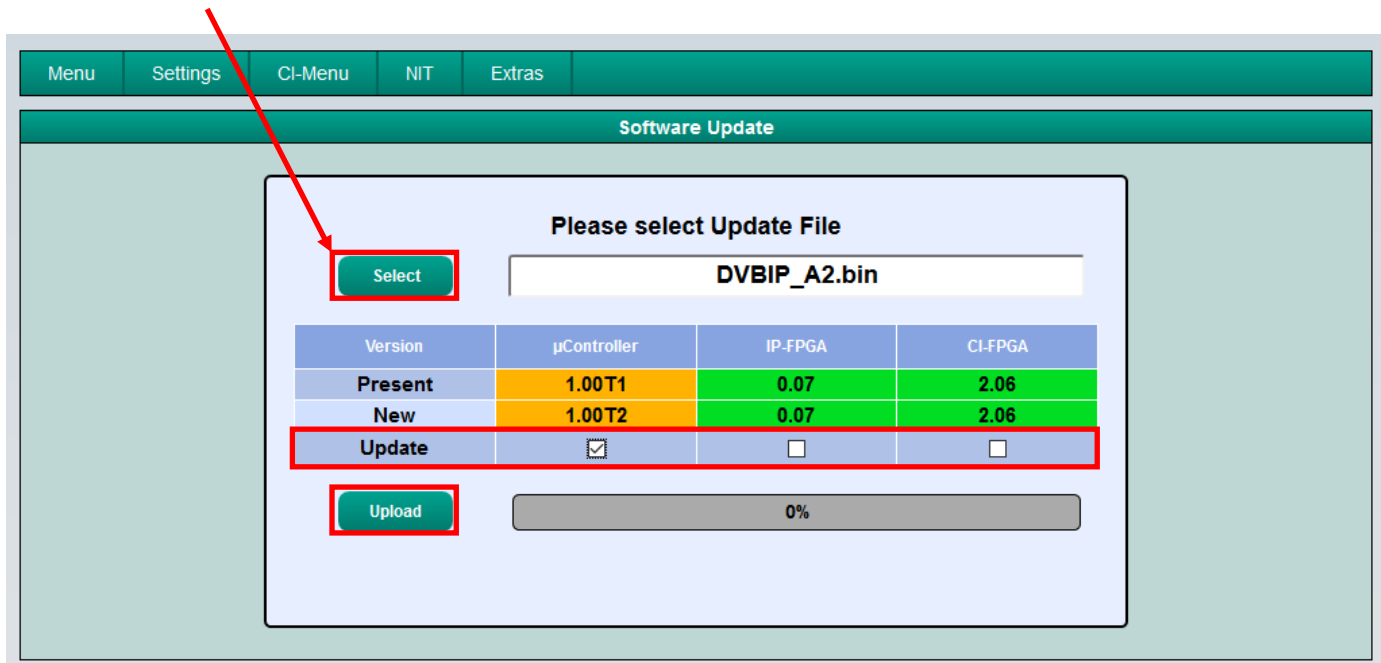 Menu Settings CI-Menu NIT Extras
Software Update
Please select Update File
Select DVBIP_A2.bin
Version µController IP-FPGA CI-FPGA
Present 1.00T1 0.07 2.06
New 1.00T2 0.07 2.06
Update
Upload 0%